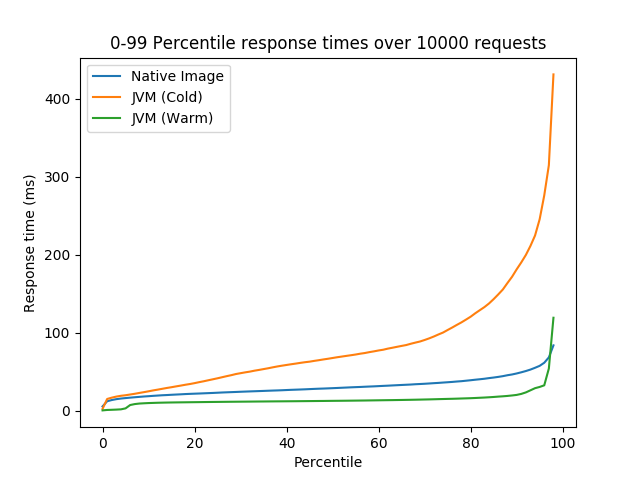 0-99 Percentile response times over 10000 requests
Native Image
JVM (Cold)
JVM (Warm)
Response time (ms)
400
300
200
100
0
0 20 40 60 80 100
Percentile